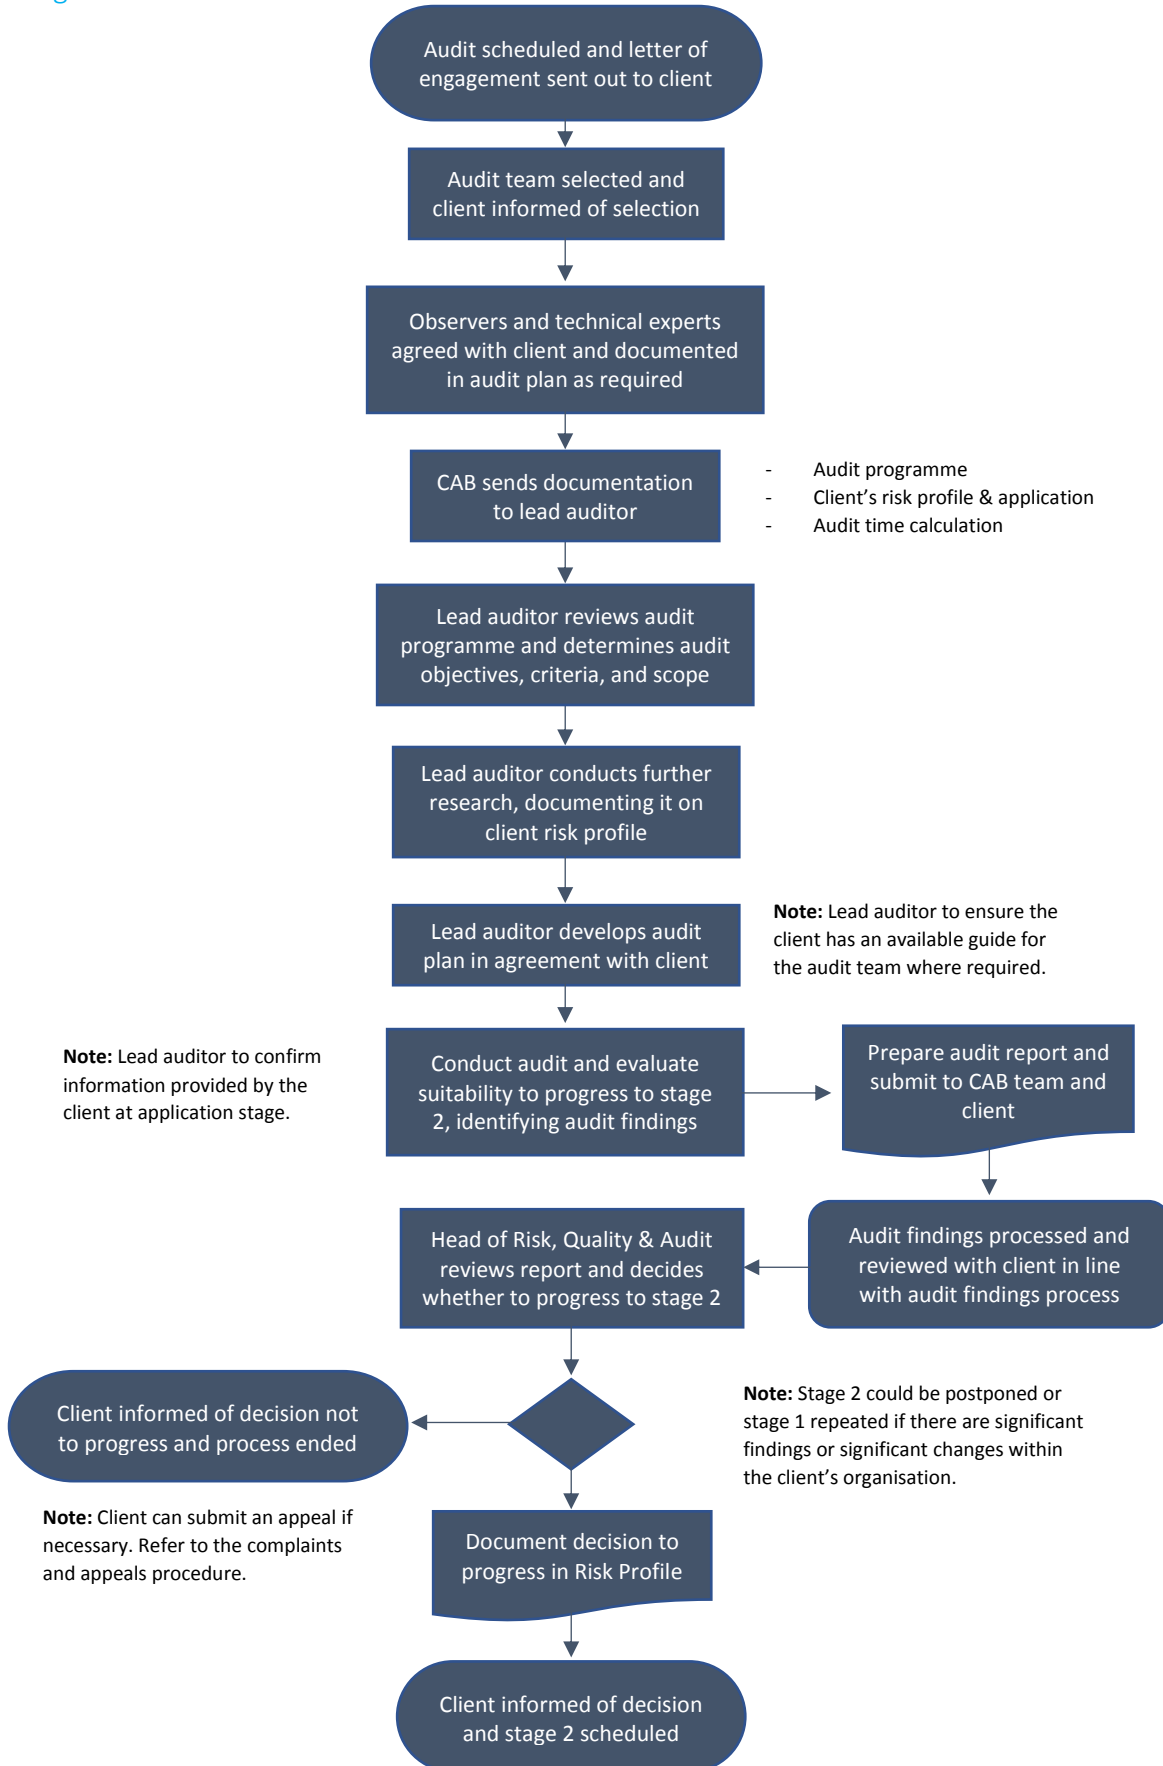 Audit scheduled and letter of
engagement sent out to client
Audit team selected and
client informed of selection
Observers and technical experts
agreed with client and documented
in audit plan as required
CAB sends documentation
to lead auditor
- Audit programme
- Client’s risk profile & application
- Audit time calculation
Lead auditor reviews audit
programme and determines audit
objectives, criteria, and scope
Lead auditor conducts further
research, documenting it on
client risk profile
Lead auditor develops audit
plan in agreement with client
Note: Lead auditor to ensure the
client has an available guide for
the audit team where required.
Note: Lead auditor to confirm
information provided by the
client at application stage.
Conduct audit and evaluate
suitability to progress to stage
2, identifying audit findings
Prepare audit report and
submit to CAB team and
client
Audit findings processed and
reviewed with client in line
with audit findings process
Head of Risk, Quality & Audit
reviews report and decides
whether to progress to stage 2
Client informed of decision not
to progress and process ended
Note: Stage 2 could be postponed or
stage 1 repeated if there are significant
findings or significant changes within
the client’s organisation.
Note: Client can submit an appeal if
necessary. Refer to the complaints
and appeals procedure.
Document decision to
progress in Risk Profile
Client informed of decision
and stage 2 scheduled